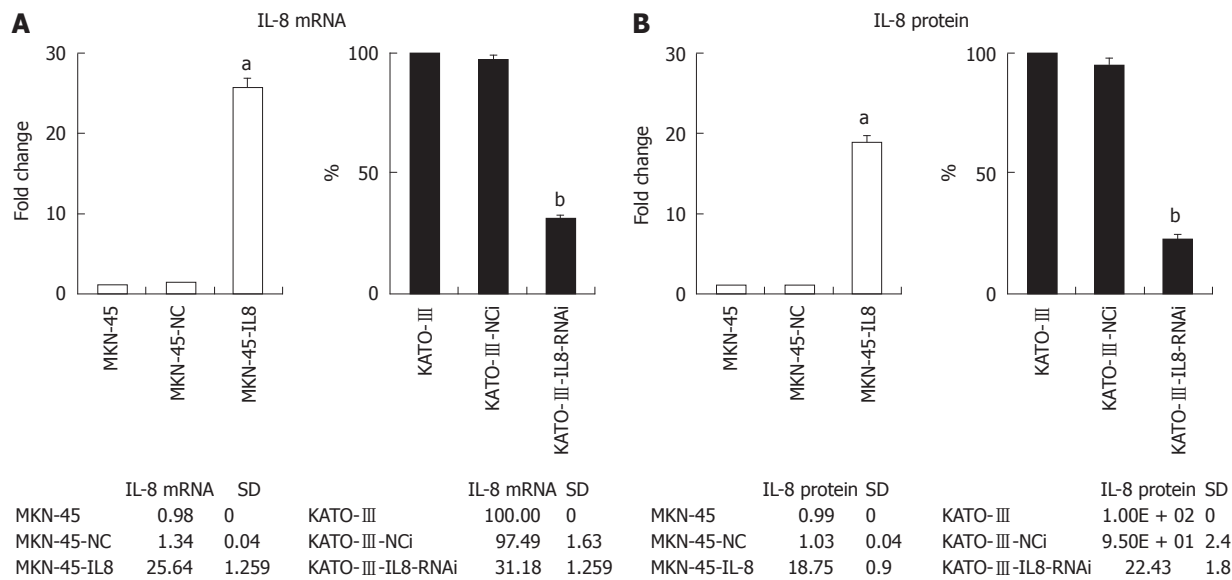 A
IL-8 mRNA
30
20
10
0
Fold change
a
MKN-45
MKN-45-NC
MKN-45-IL8
100
50
0
%
b
KATO-Ⅲ
KATO-Ⅲ-NCi
KATO-Ⅲ-IL8-RNAi
B
IL-8 protein
30
20
10
0
Fold change
a
MKN-45
MKN-45-NC
MKN-45-IL8
100
50
0
%
b
KATO-Ⅲ
KATO-Ⅲ-NCi
KATO-Ⅲ-IL8-RNAi
IL-8 mRNA SD
MKN-45 0.98 0
MKN-45-NC 1.34 0.04
MKN-45-IL8 25.64 1.259
IL-8 mRNA SD
KATO-Ⅲ 100.00 0
KATO-Ⅲ-NCi 97.49 1.63
KATO-Ⅲ-IL8-RNAi 31.18 1.259
IL-8 protein SD
MKN-45 0.99 0
MKN-45-NC 1.03 0.04
MKN-45-IL-8 18.75 0.9
IL-8 protein SD
KATO-Ⅲ 1.00E + 02 0
KATO-Ⅲ-NCi 9.50E + 01 2.4
KATO-Ⅲ-IL8-RNAi 22.43 1.8